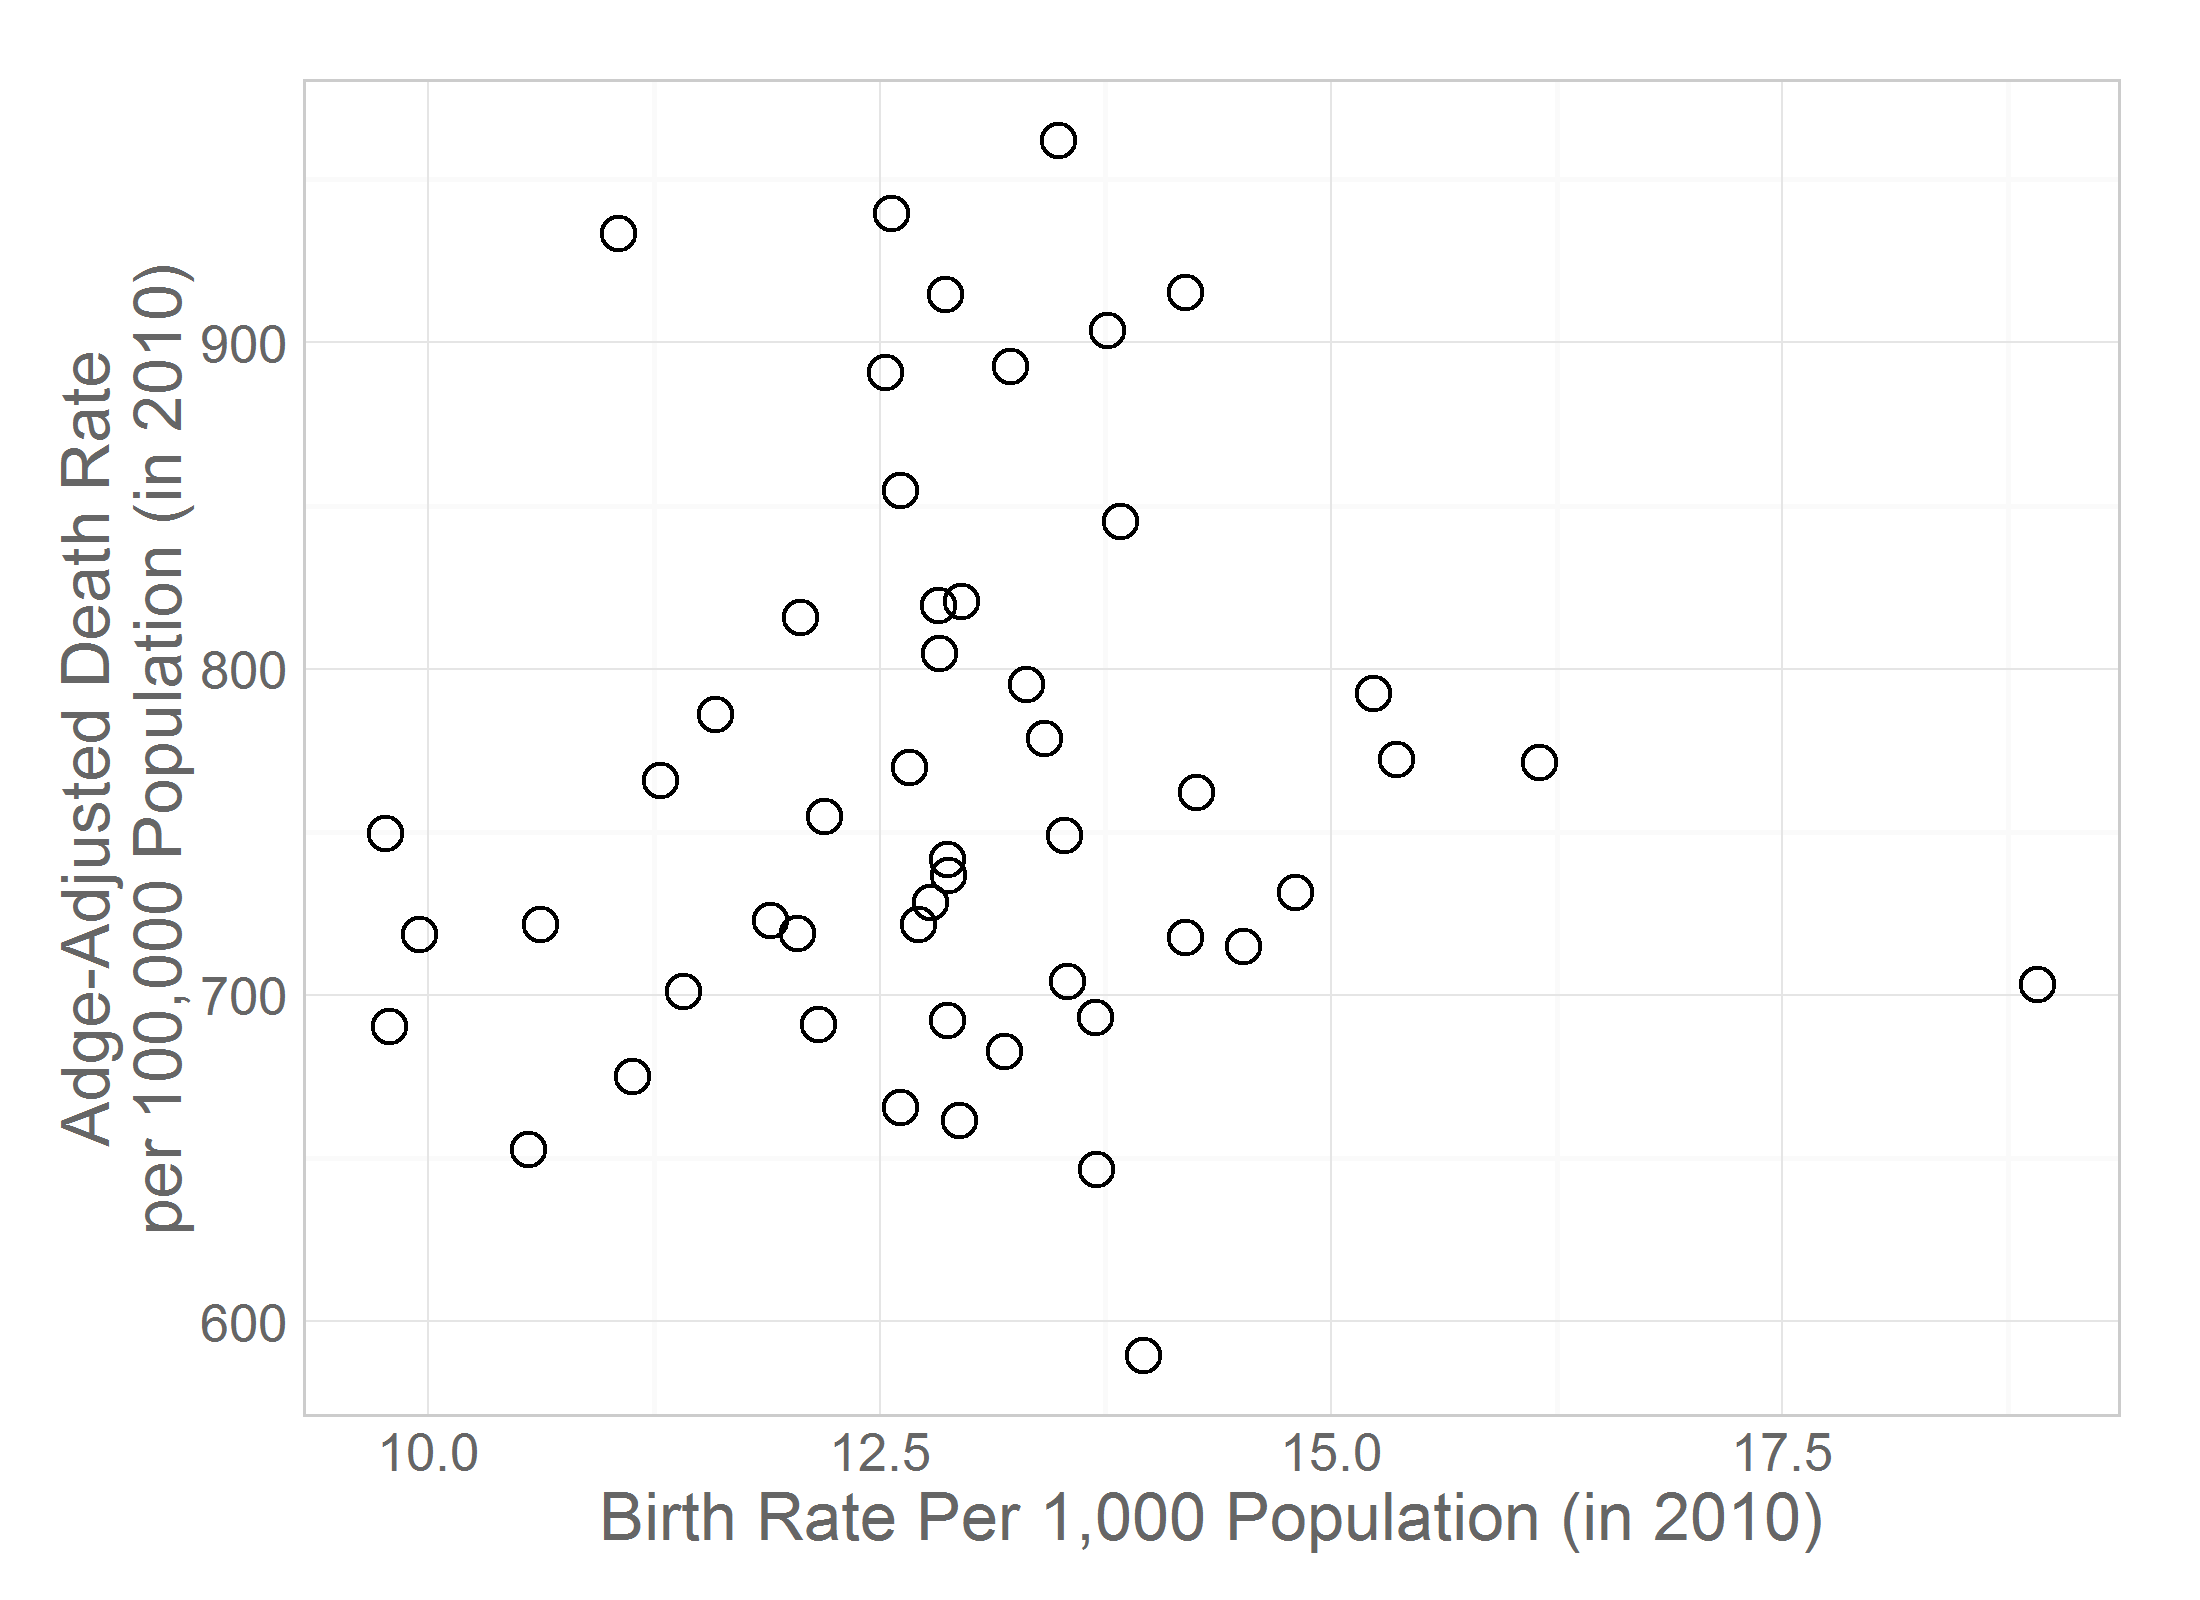 Adge-Adjusted Death Rate
per 100,000 Population (in 2010)
900
800
700
600
10.0
12.5
15.0
17.5
Birth Rate Per 1,000 Population (in 2010)